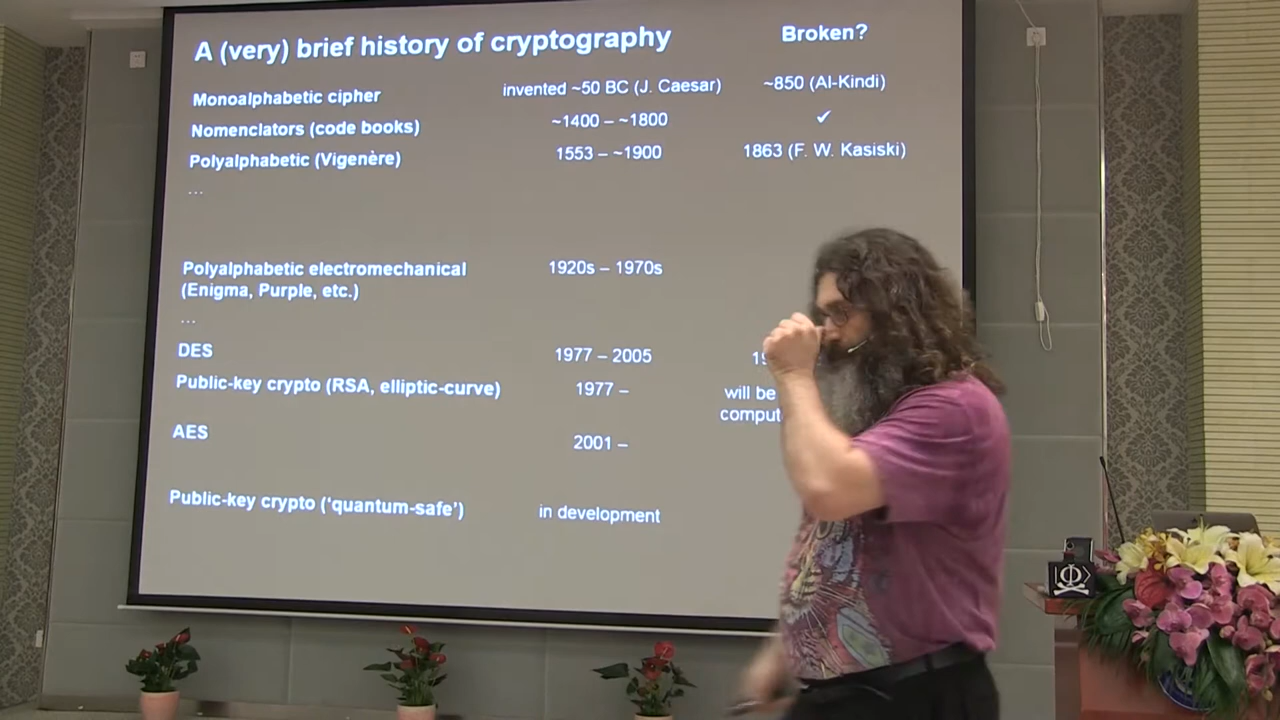 A (very) brief history of cryptography Broken?
Monoalphabetic cipher invented ~50 BC (J. Caesar) ~850 (Al-Kindi)
Nomenclators (code books) ~1400 – ~1800 ✓
Polyalphabetic (Vigenère) 1553 – ~1900 1863 (F. W. Kasiski)
...
Polyalphabetic electromechanical 1920s – 1970s
(Enigma, Purple, etc.)
...
DES 1977 – 2005
Public-key crypto (RSA, elliptic-curve) 1977 – will be
AES 2001 –
Public-key crypto (‘quantum-safe’) in development
|Φ⟩